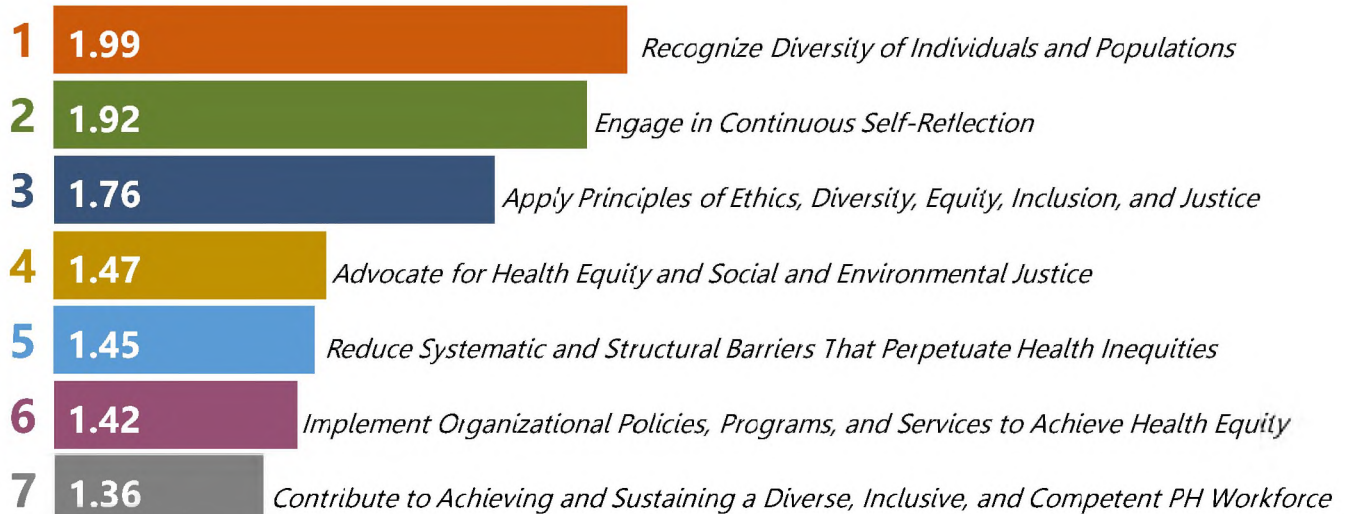 1 1.99 Recognize Diversity of Individuals and Populations
2 1.92 Engage in Continuous Self-Reflection
3 1.76 Apply Principles of Ethics, Diversity, Equity, Inclusion, and Justice
4 1.47 Advocate for Health Equity and Social and Environmental Justice
5 1.45 Reduce Systematic and Structural Barriers That Perpetuate Health Inequities
6 1.42 Implement Organizational Policies, Programs, and Services to Achieve Health Equity
7 1.36 Contribute to Achieving and Sustaining a Diverse, Inclusive, and Competent PH Workforce